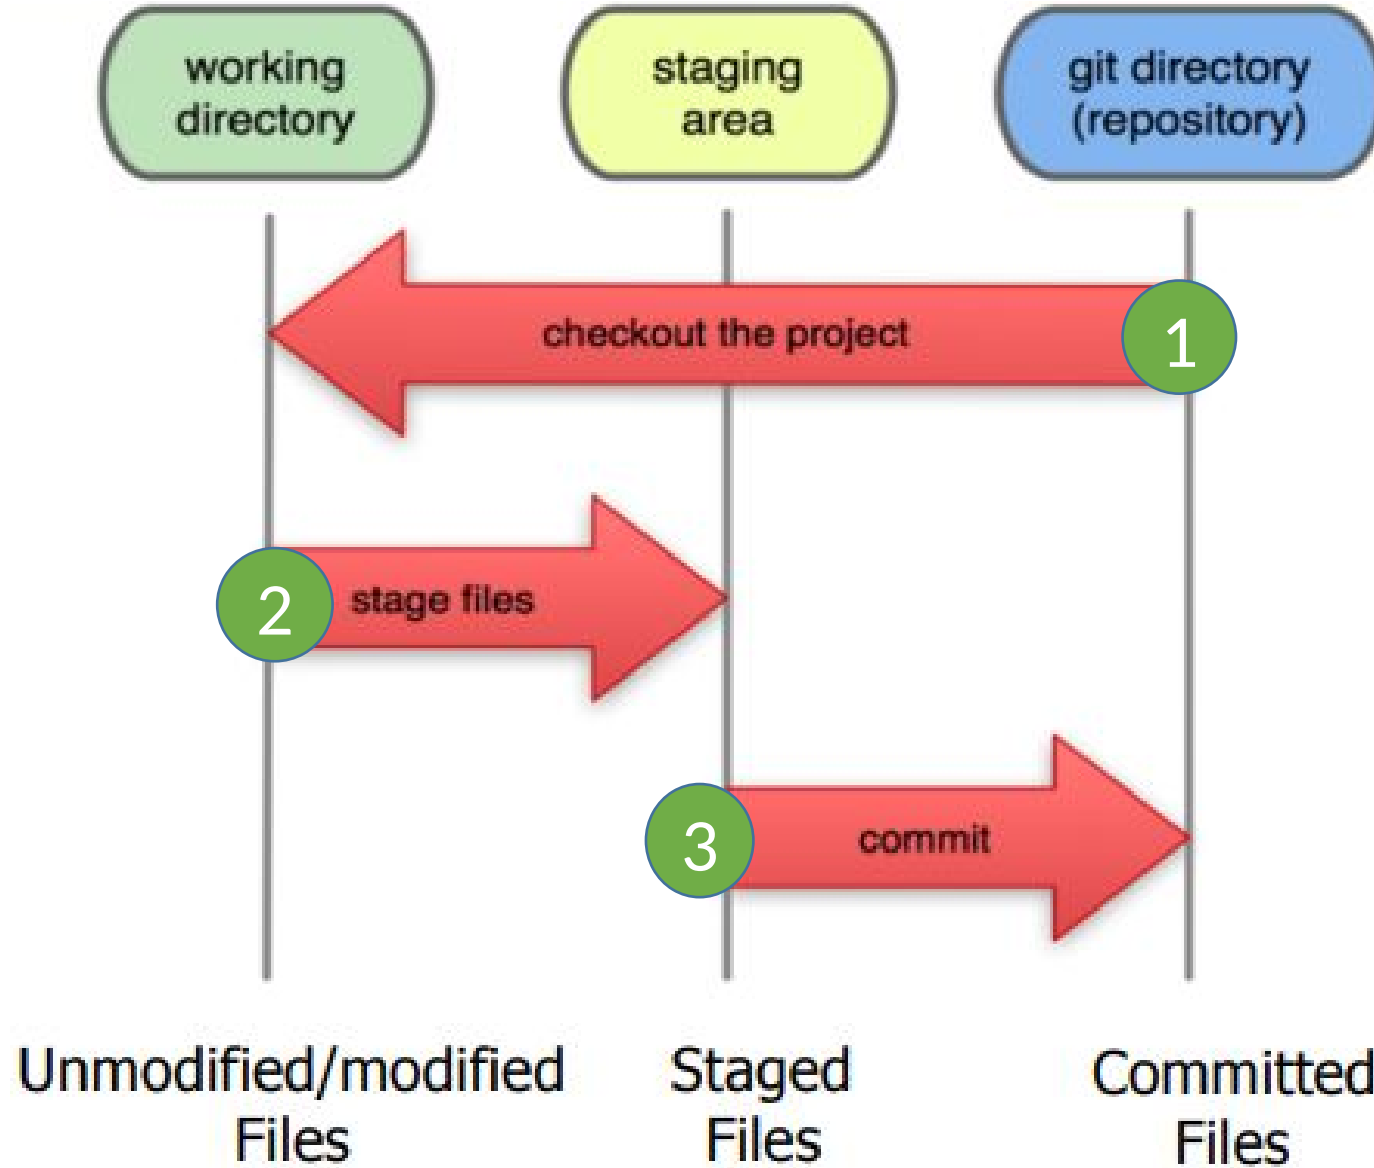 working
directory
staging
area
git directory
(repository)
checkout the project
1
2
stage files
3
commit
Unmodified/modified
Files
Staged
Files
Committed
Files